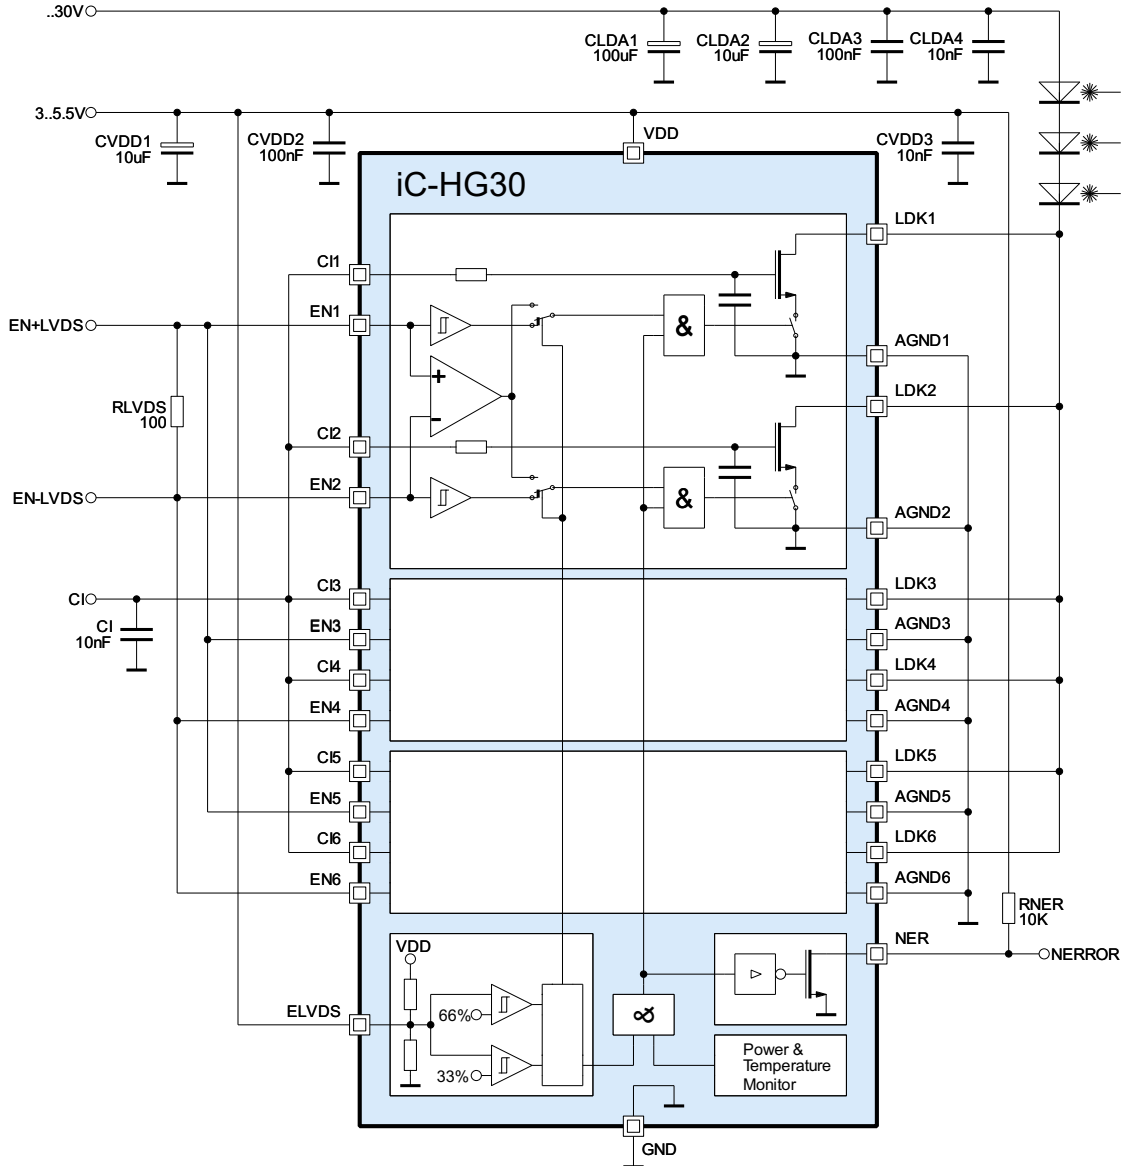 ..30V
CLDA1
100uF
CLDA2
10uF
CLDA3
100nF
CLDA4
10nF
3..5.5V
CVDD1
10uF
CVDD2
100nF
VDD
CVDD3
10nF
iC-HG30
LDK1
CI1
EN1
EN+LVDS
&
AGND1
+
-
LDK2
RLVDS
100
CI2
EN2
EN-LVDS
&
AGND2
CI
CI
10nF
CI3
EN3
CI4
EN4
LDK3
AGND3
LDK4
AGND4
CI5
EN5
CI6
EN6
LDK5
AGND5
LDK6
AGND6
RNER
10K
NER
NERROR
VDD
ELVDS
66%
33%
&
Power &
Temperature
Monitor
GND